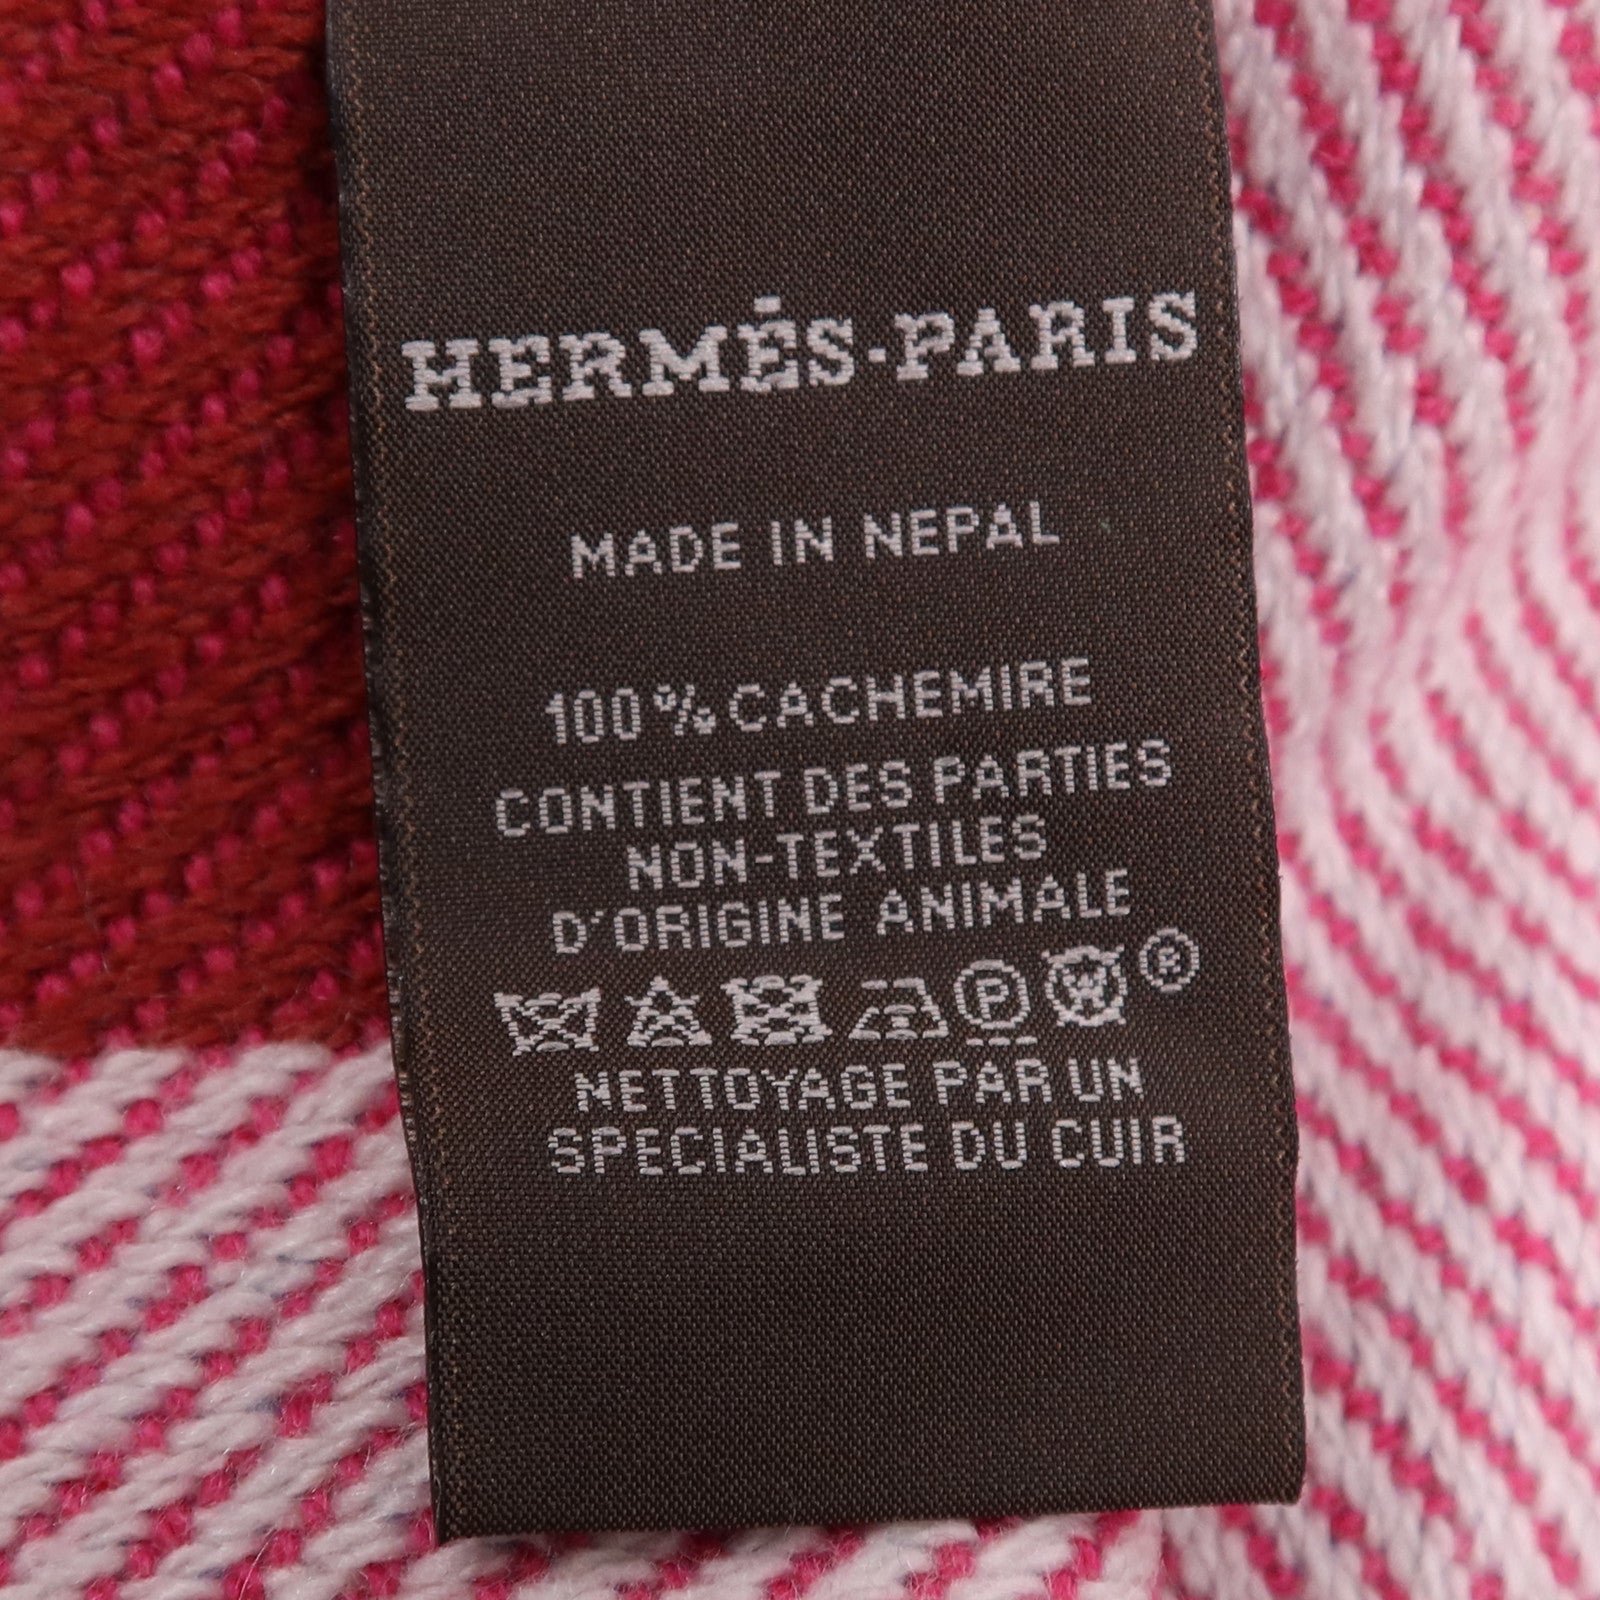 HERMÈS-PARIS
MADE IN NEPAL
100% CACHEMIRE
CONTIENT DES PARTIES
NON-TEXTILES
D'ORIGINE ANIMALE
P W ®
NETTOYAGE PAR UN
SPECIALISTE DU CUIR